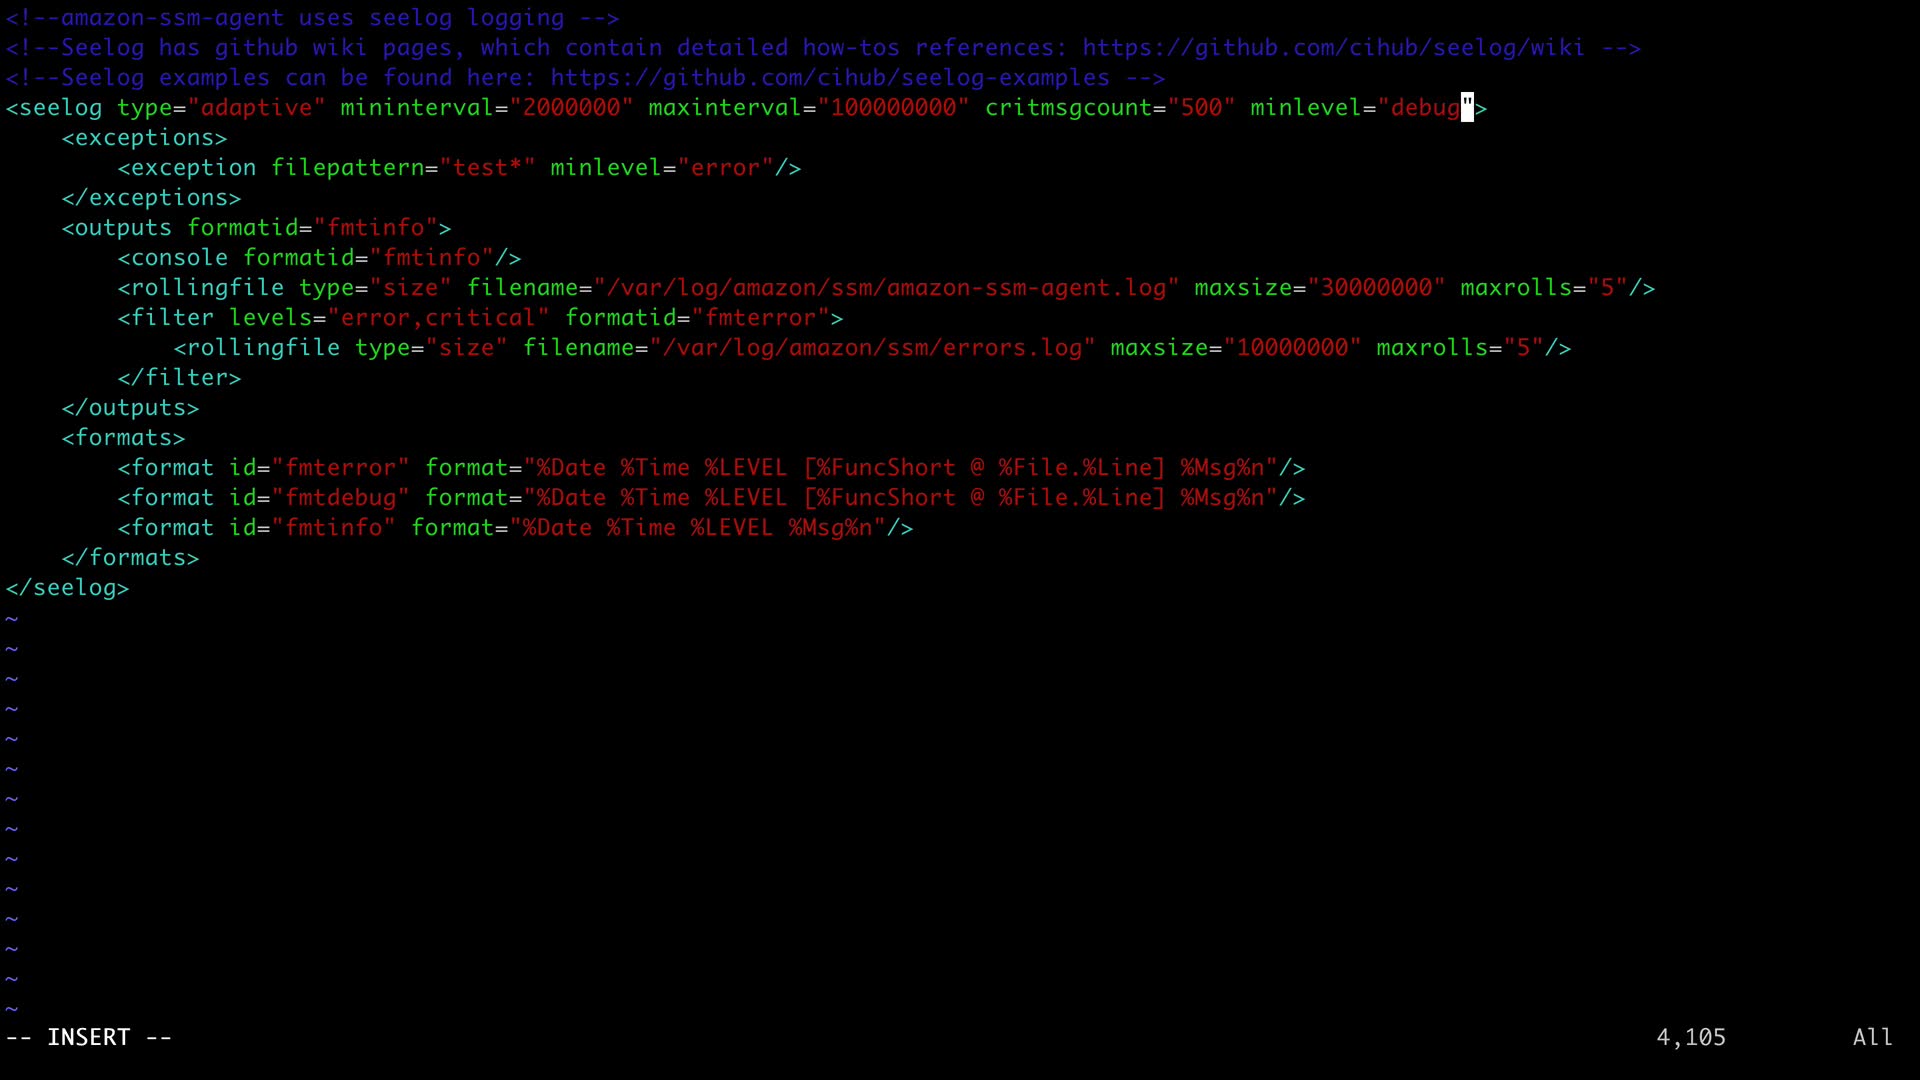 <!--amazon-ssm-agent uses seelog logging -->
<!--Seelog has github wiki pages, which contain detailed how-tos references: https://github.com/cihub/seelog/wiki -->
<!--Seelog examples can be found here: https://github.com/cihub/seelog-examples -->
<seelog type="adaptive" mininterval="2000000" maxinterval="100000000" critmsgcount="500" minlevel="debug">
    <exceptions>
        <exception filepattern="test*" minlevel="error"/>
    </exceptions>
    <outputs formatid="fmtinfo">
        <console formatid="fmtinfo"/>
        <rollingfile type="size" filename="/var/log/amazon/ssm/amazon-ssm-agent.log" maxsize="30000000" maxrolls="5"/>
        <filter levels="error,critical" formatid="fmterror">
            <rollingfile type="size" filename="/var/log/amazon/ssm/errors.log" maxsize="10000000" maxrolls="5"/>
        </filter>
    </outputs>
    <formats>
        <format id="fmterror" format="%Date %Time %LEVEL [%FuncShort @ %File.%Line] %Msg%n"/>
        <format id="fmtdebug" format="%Date %Time %LEVEL [%FuncShort @ %File.%Line] %Msg%n"/>
        <format id="fmtinfo" format="%Date %Time %LEVEL %Msg%n"/>
    </formats>
</seelog>
~
~
~
~
~
~
~
~
~
~
~
~
~
~
-- INSERT -- 4,105 All